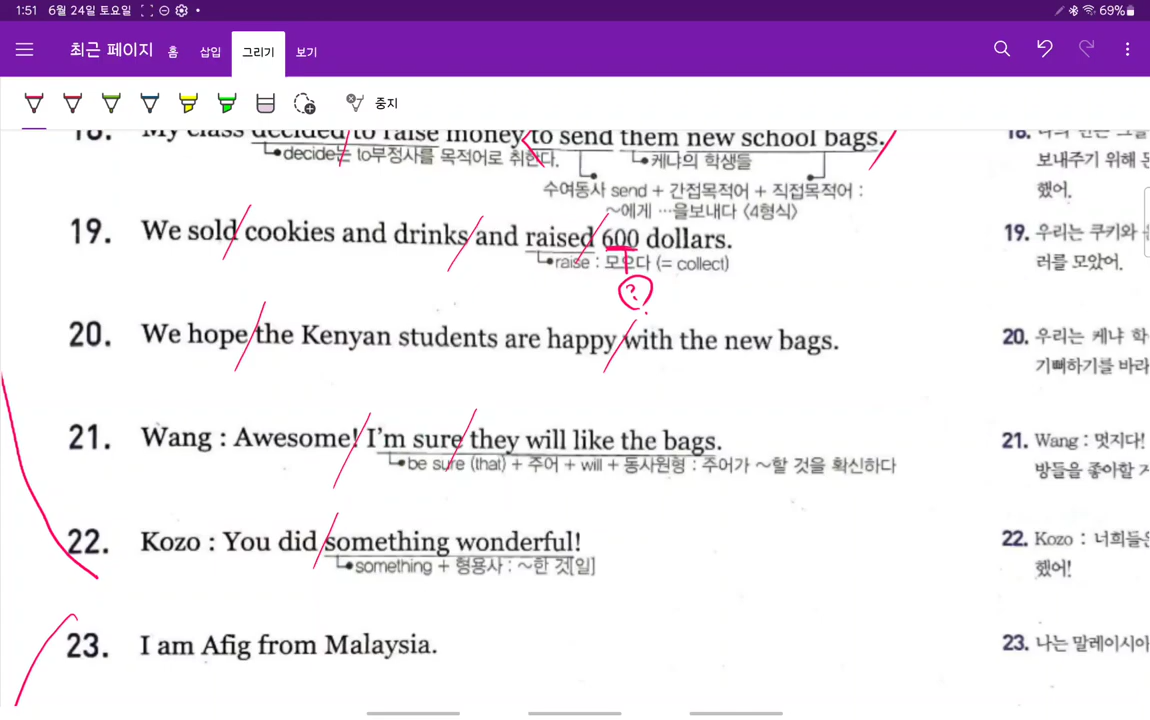 1:51 6월 24일 토요일 69%
최근 페이지 홈 삽입 그리기 보기
중지
18. My class decided to raise money to send them new school bags. 18. 나의 반은 그들
decide는 to부정사를 목적어로 취한다. 케냐의 학생들 보내주기 위해 돈
수여동사 send + 간접목적어 + 직접목적어 : 했어.
~에게 …을보내다 〈4형식〉
19. We sold cookies and drinks and raised 600 dollars. 19. 우리는 쿠키와
raise : 모으다 (= collect) 러를 모았어.
?
20. We hope the Kenyan students are happy with the new bags. 20. 우리는 케냐 학
기뻐하기를 바라
21. Wang : Awesome! I'm sure they will like the bags. 21. Wang : 멋지다!
be sure (that) + 주어 + will + 동사원형 : 주어가 ~할 것을 확신하다 방들을 좋아할 거
22. Kozo : You did something wonderful! 22. Kozo : 너희들은
something + 형용사 : ~한 것[일] 했어!
23. I am Afig from Malaysia. 23. 나는 말레이시아